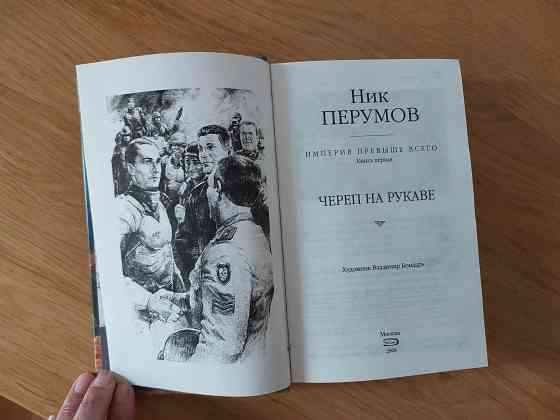 Ник
ПЕРУМОВ
ИМПЕРИЯ ПРЕВЫШЕ ВСЕГО
Книга первая
ЧЕРЕП НА РУКАВЕ
Художник Владимир Бондарь
Москва